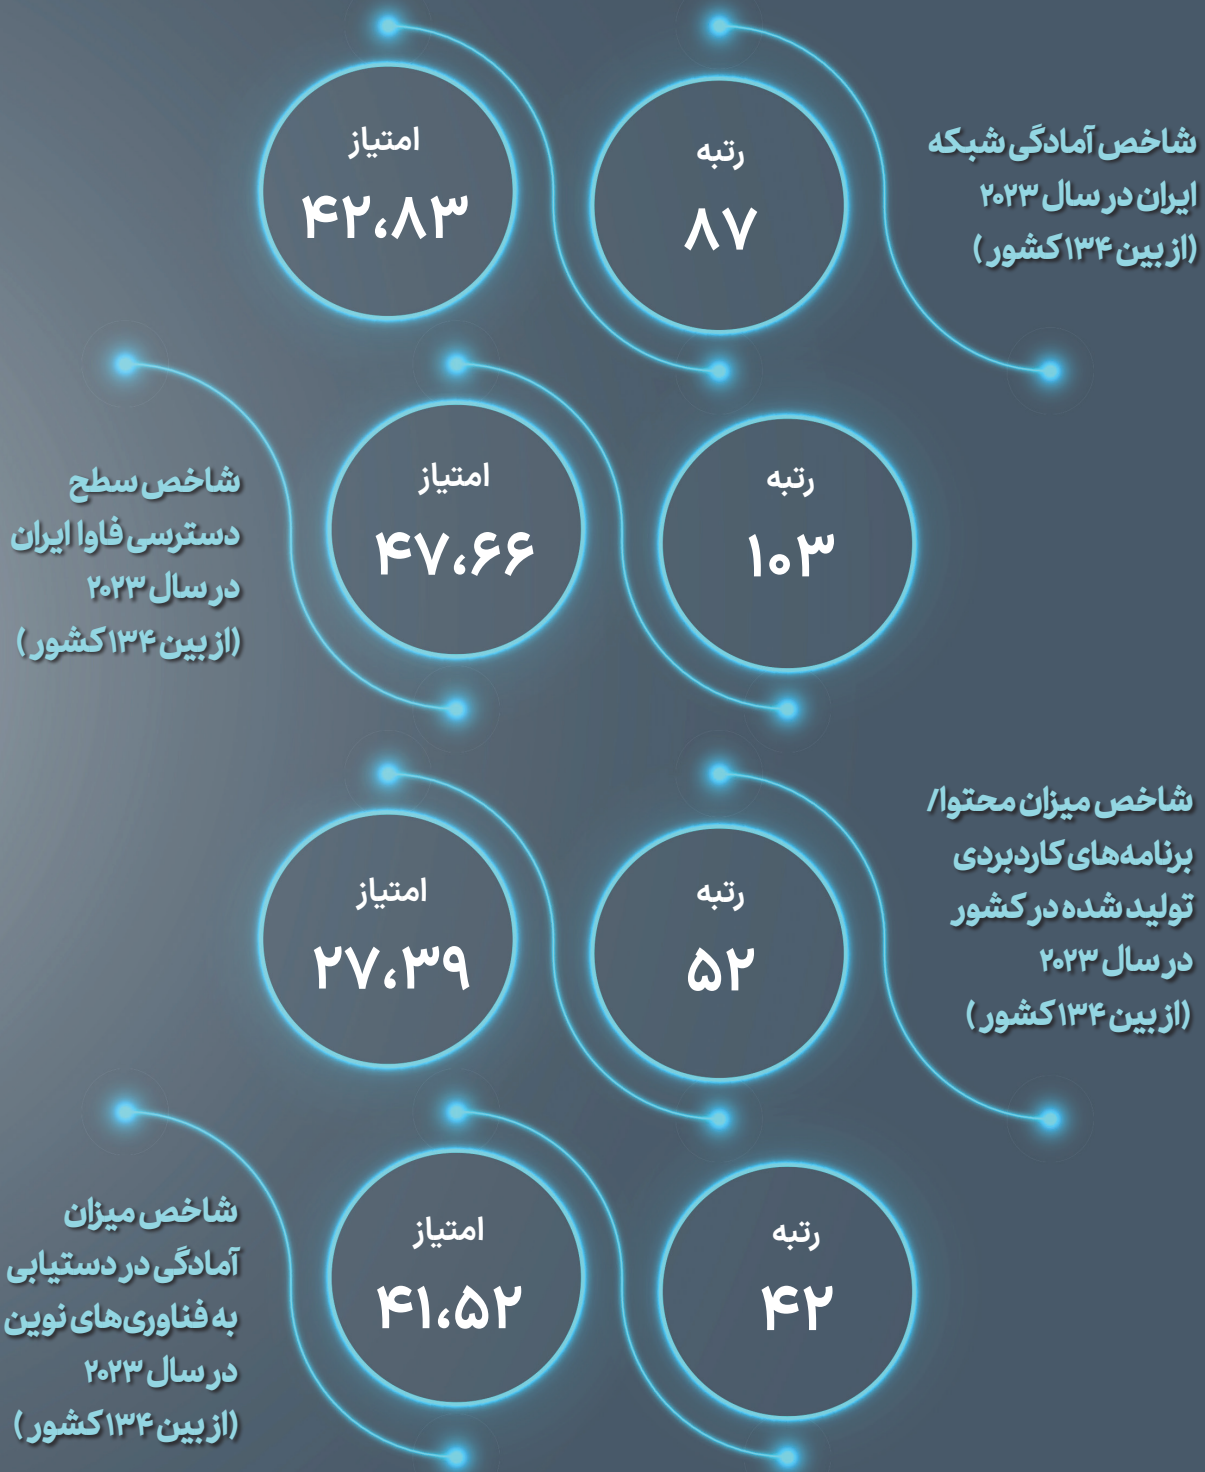 شاخص آمادگی شبکه
ایران در سال ۲۰۲۳
(از بین ۱۳۴ کشور )
رتبه
۸۷
امتیاز
۴۲،۸۳
شاخص سطح
دسترسی فاوا ایران
در سال ۲۰۲۳
(از بین ۱۳۴ کشور )
رتبه
۱۰۳
امتیاز
۴۷،۶۶
شاخص میزان محتوا/
برنامه‌های کاردبردی
تولید شده در کشور
در سال ۲۰۲۳
(از بین ۱۳۴ کشور )
رتبه
۵۲
امتیاز
۲۷،۳۹
شاخص میزان
آمادگی در دستیابی
به فناوری‌های نوین
در سال ۲۰۲۳
(از بین ۱۳۴ کشور )
رتبه
۴۲
امتیاز
۴۱،۵۲